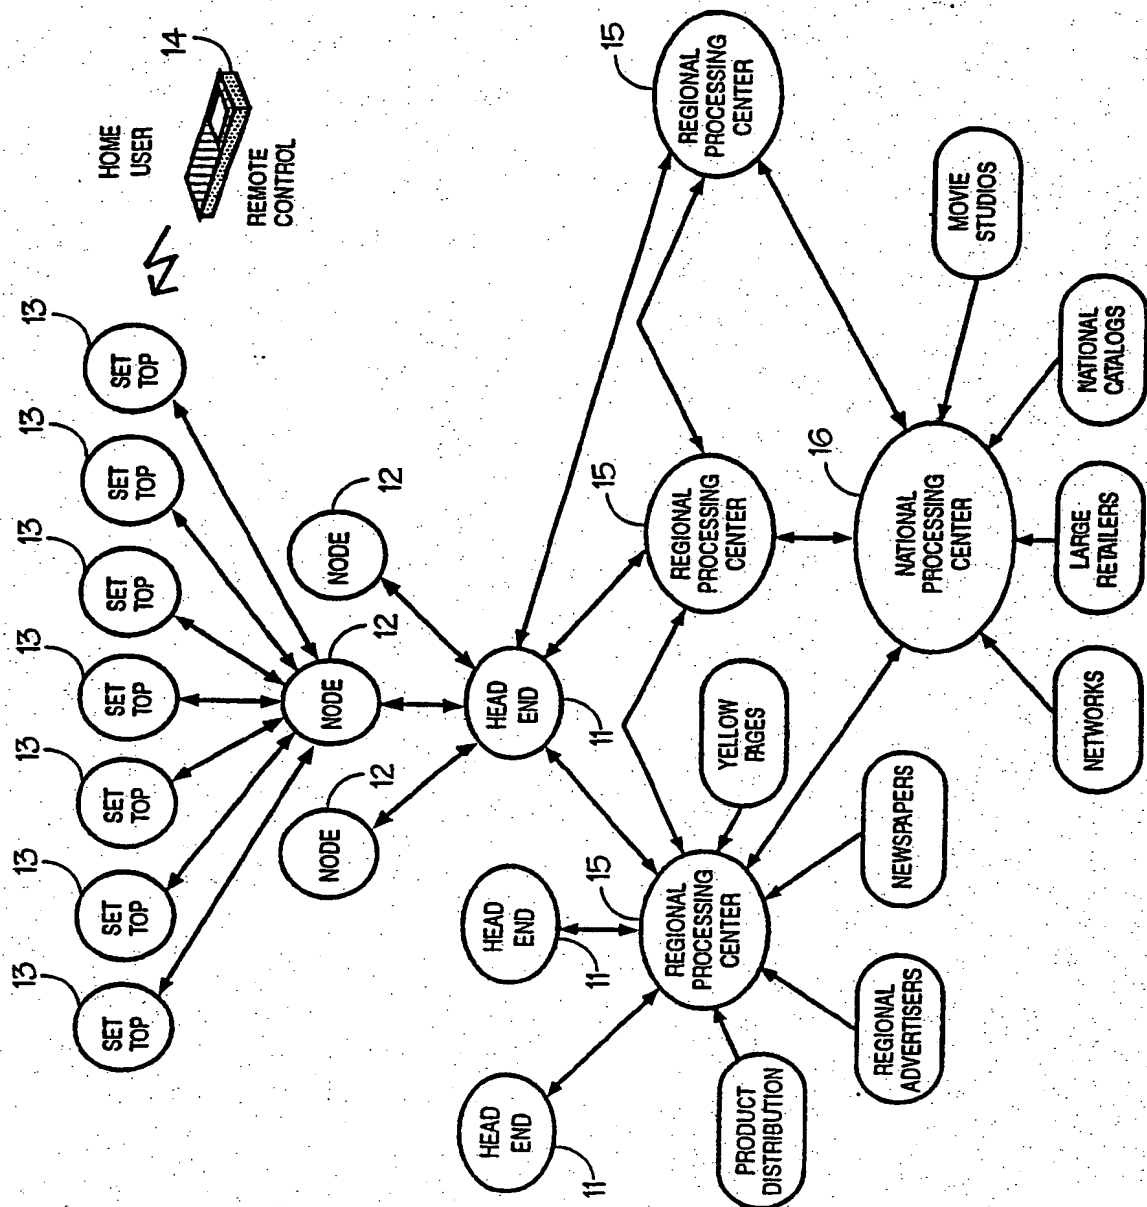 HOME
USER
14
REMOTE
CONTROL
13
SET
TOP
13
SET
TOP
13
SET
TOP
13
SET
TOP
13
SET
TOP
13
SET
TOP
13
SET
TOP
NODE
12
NODE
12
NODE
12
HEAD
END
11
HEAD
END
11
HEAD
END
11
REGIONAL
PROCESSING
CENTER
15
REGIONAL
PROCESSING
CENTER
15
REGIONAL
PROCESSING
CENTER
15
YELLOW
PAGES
NEWSPAPERS
REGIONAL
ADVERTISERS
PRODUCT
DISTRIBUTION
NATIONAL
PROCESSING
CENTER
16
MOVIE
STUDIOS
NATIONAL
CATALOGS
LARGE
RETAILERS
NETWORKS